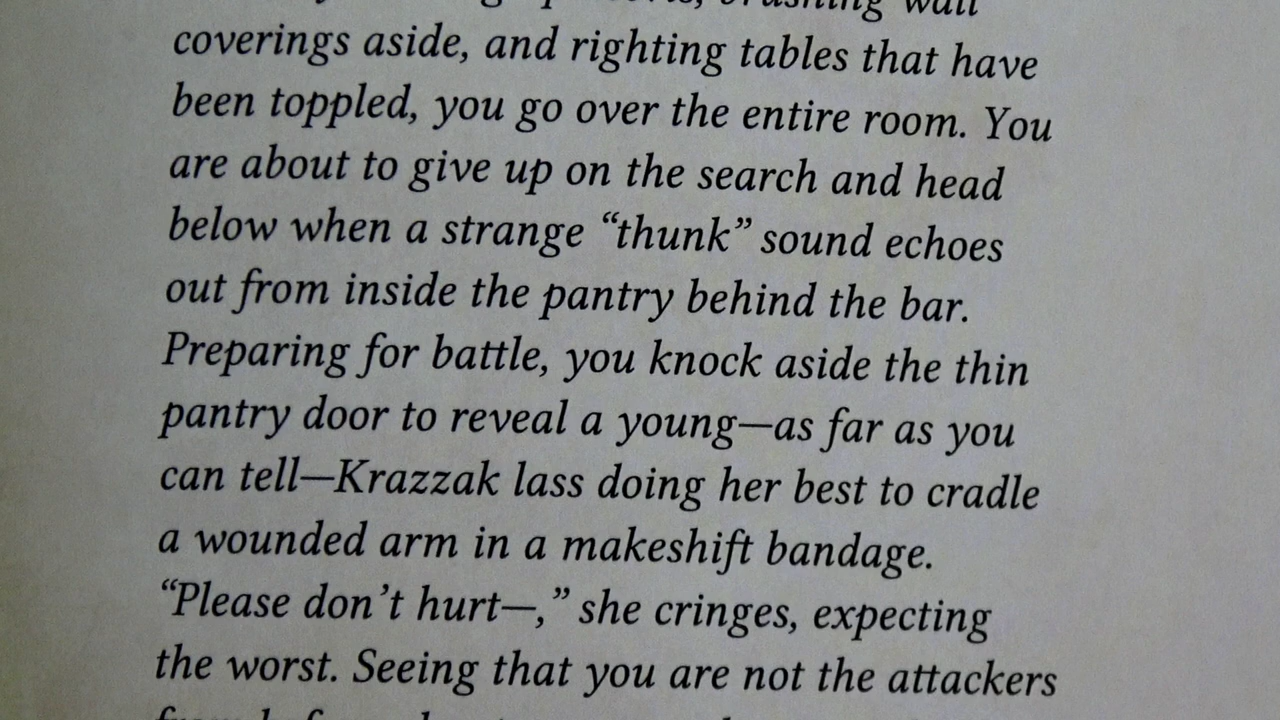 brushing wall
coverings aside, and righting tables that have
been toppled, you go over the entire room. You
are about to give up on the search and head
below when a strange “thunk” sound echoes
out from inside the pantry behind the bar.
Preparing for battle, you knock aside the thin
pantry door to reveal a young—as far as you
can tell—Krazzak lass doing her best to cradle
a wounded arm in a makeshift bandage.
“Please don’t hurt—,” she cringes, expecting
the worst. Seeing that you are not the attackers